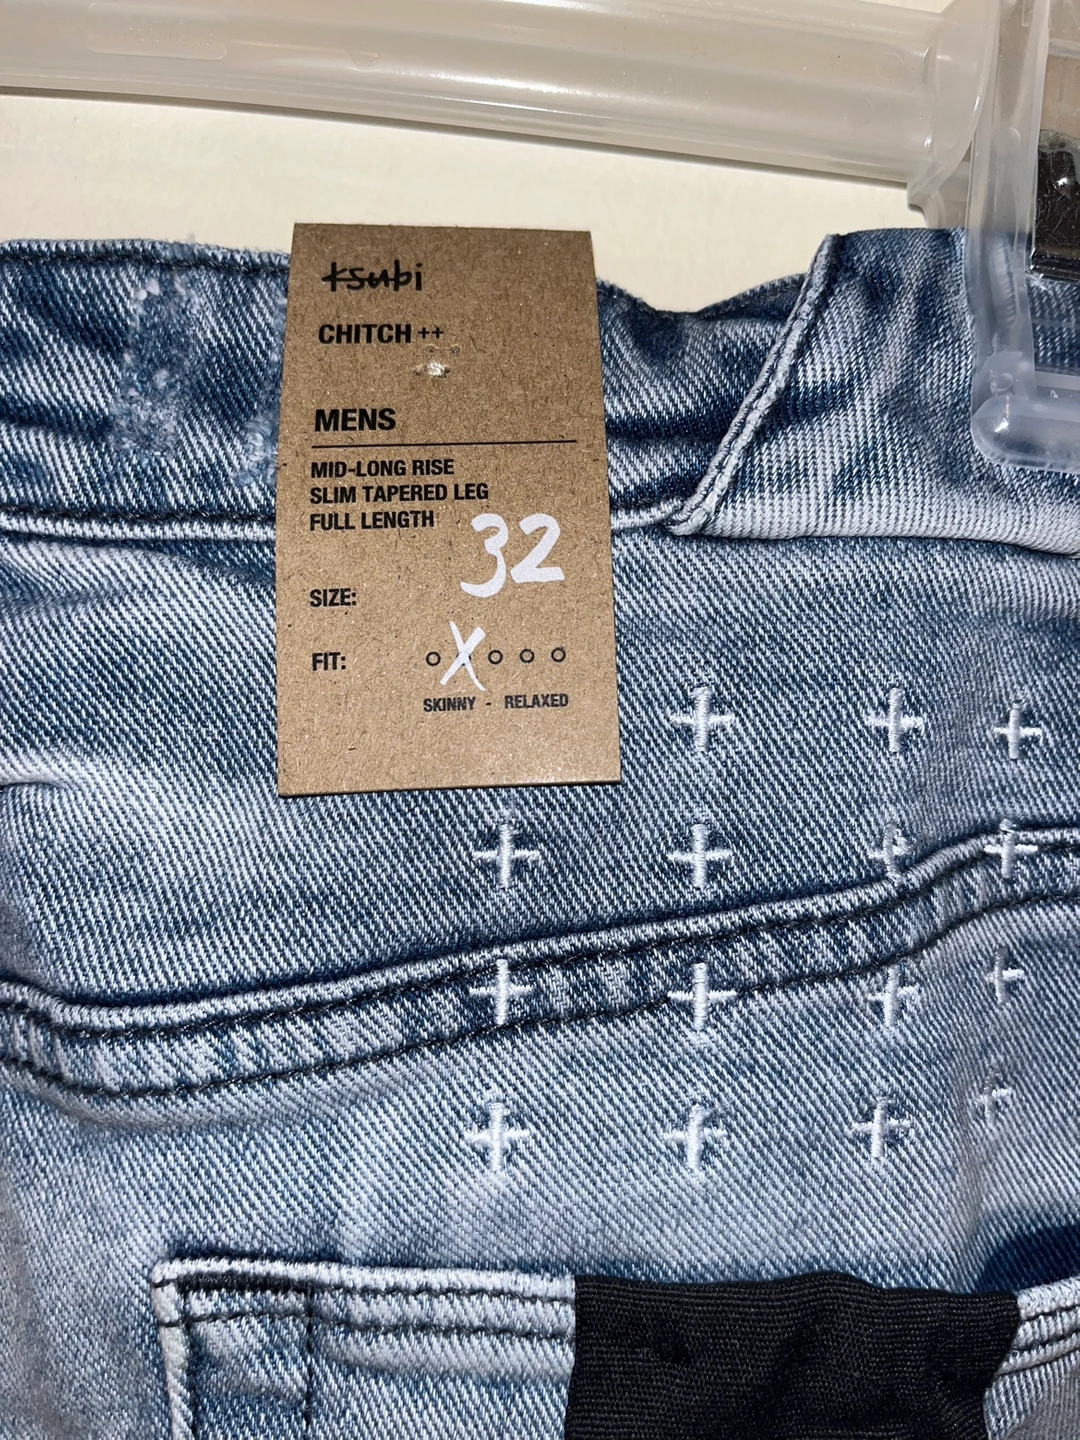 ksubi
CHITCH ++
MENS
MID-LONG RISE
SLIM TAPERED LEG
FULL LENGTH
32
SIZE:
FIT: X
SKINNY - RELAXED